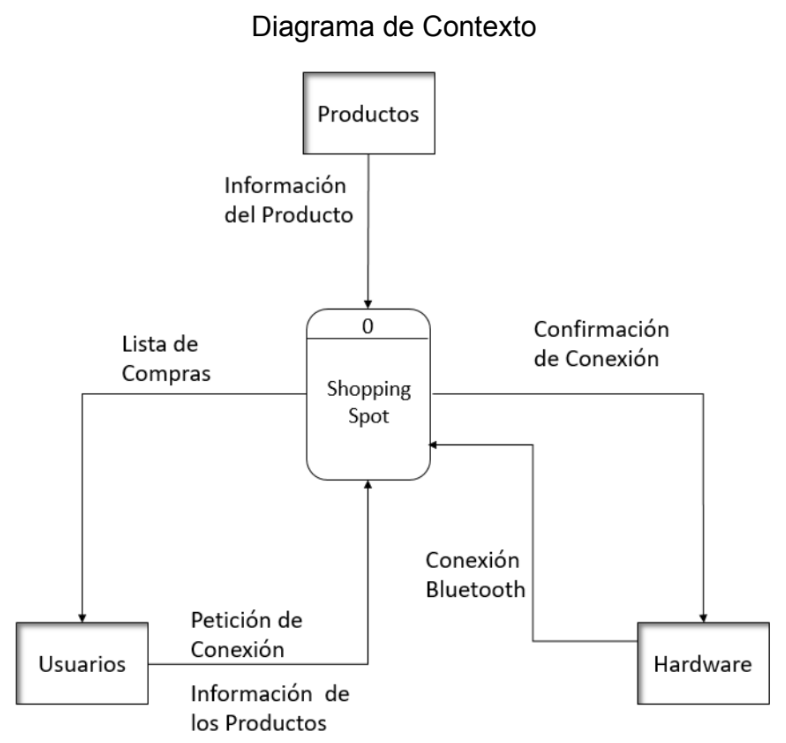 Diagrama de Contexto
Productos
Información
del Producto
0
Shopping
Spot
Lista de
Compras
Confirmación
de Conexión
Conexión
Bluetooth
Petición de
Conexión
Usuarios
Información de
los Productos
Hardware